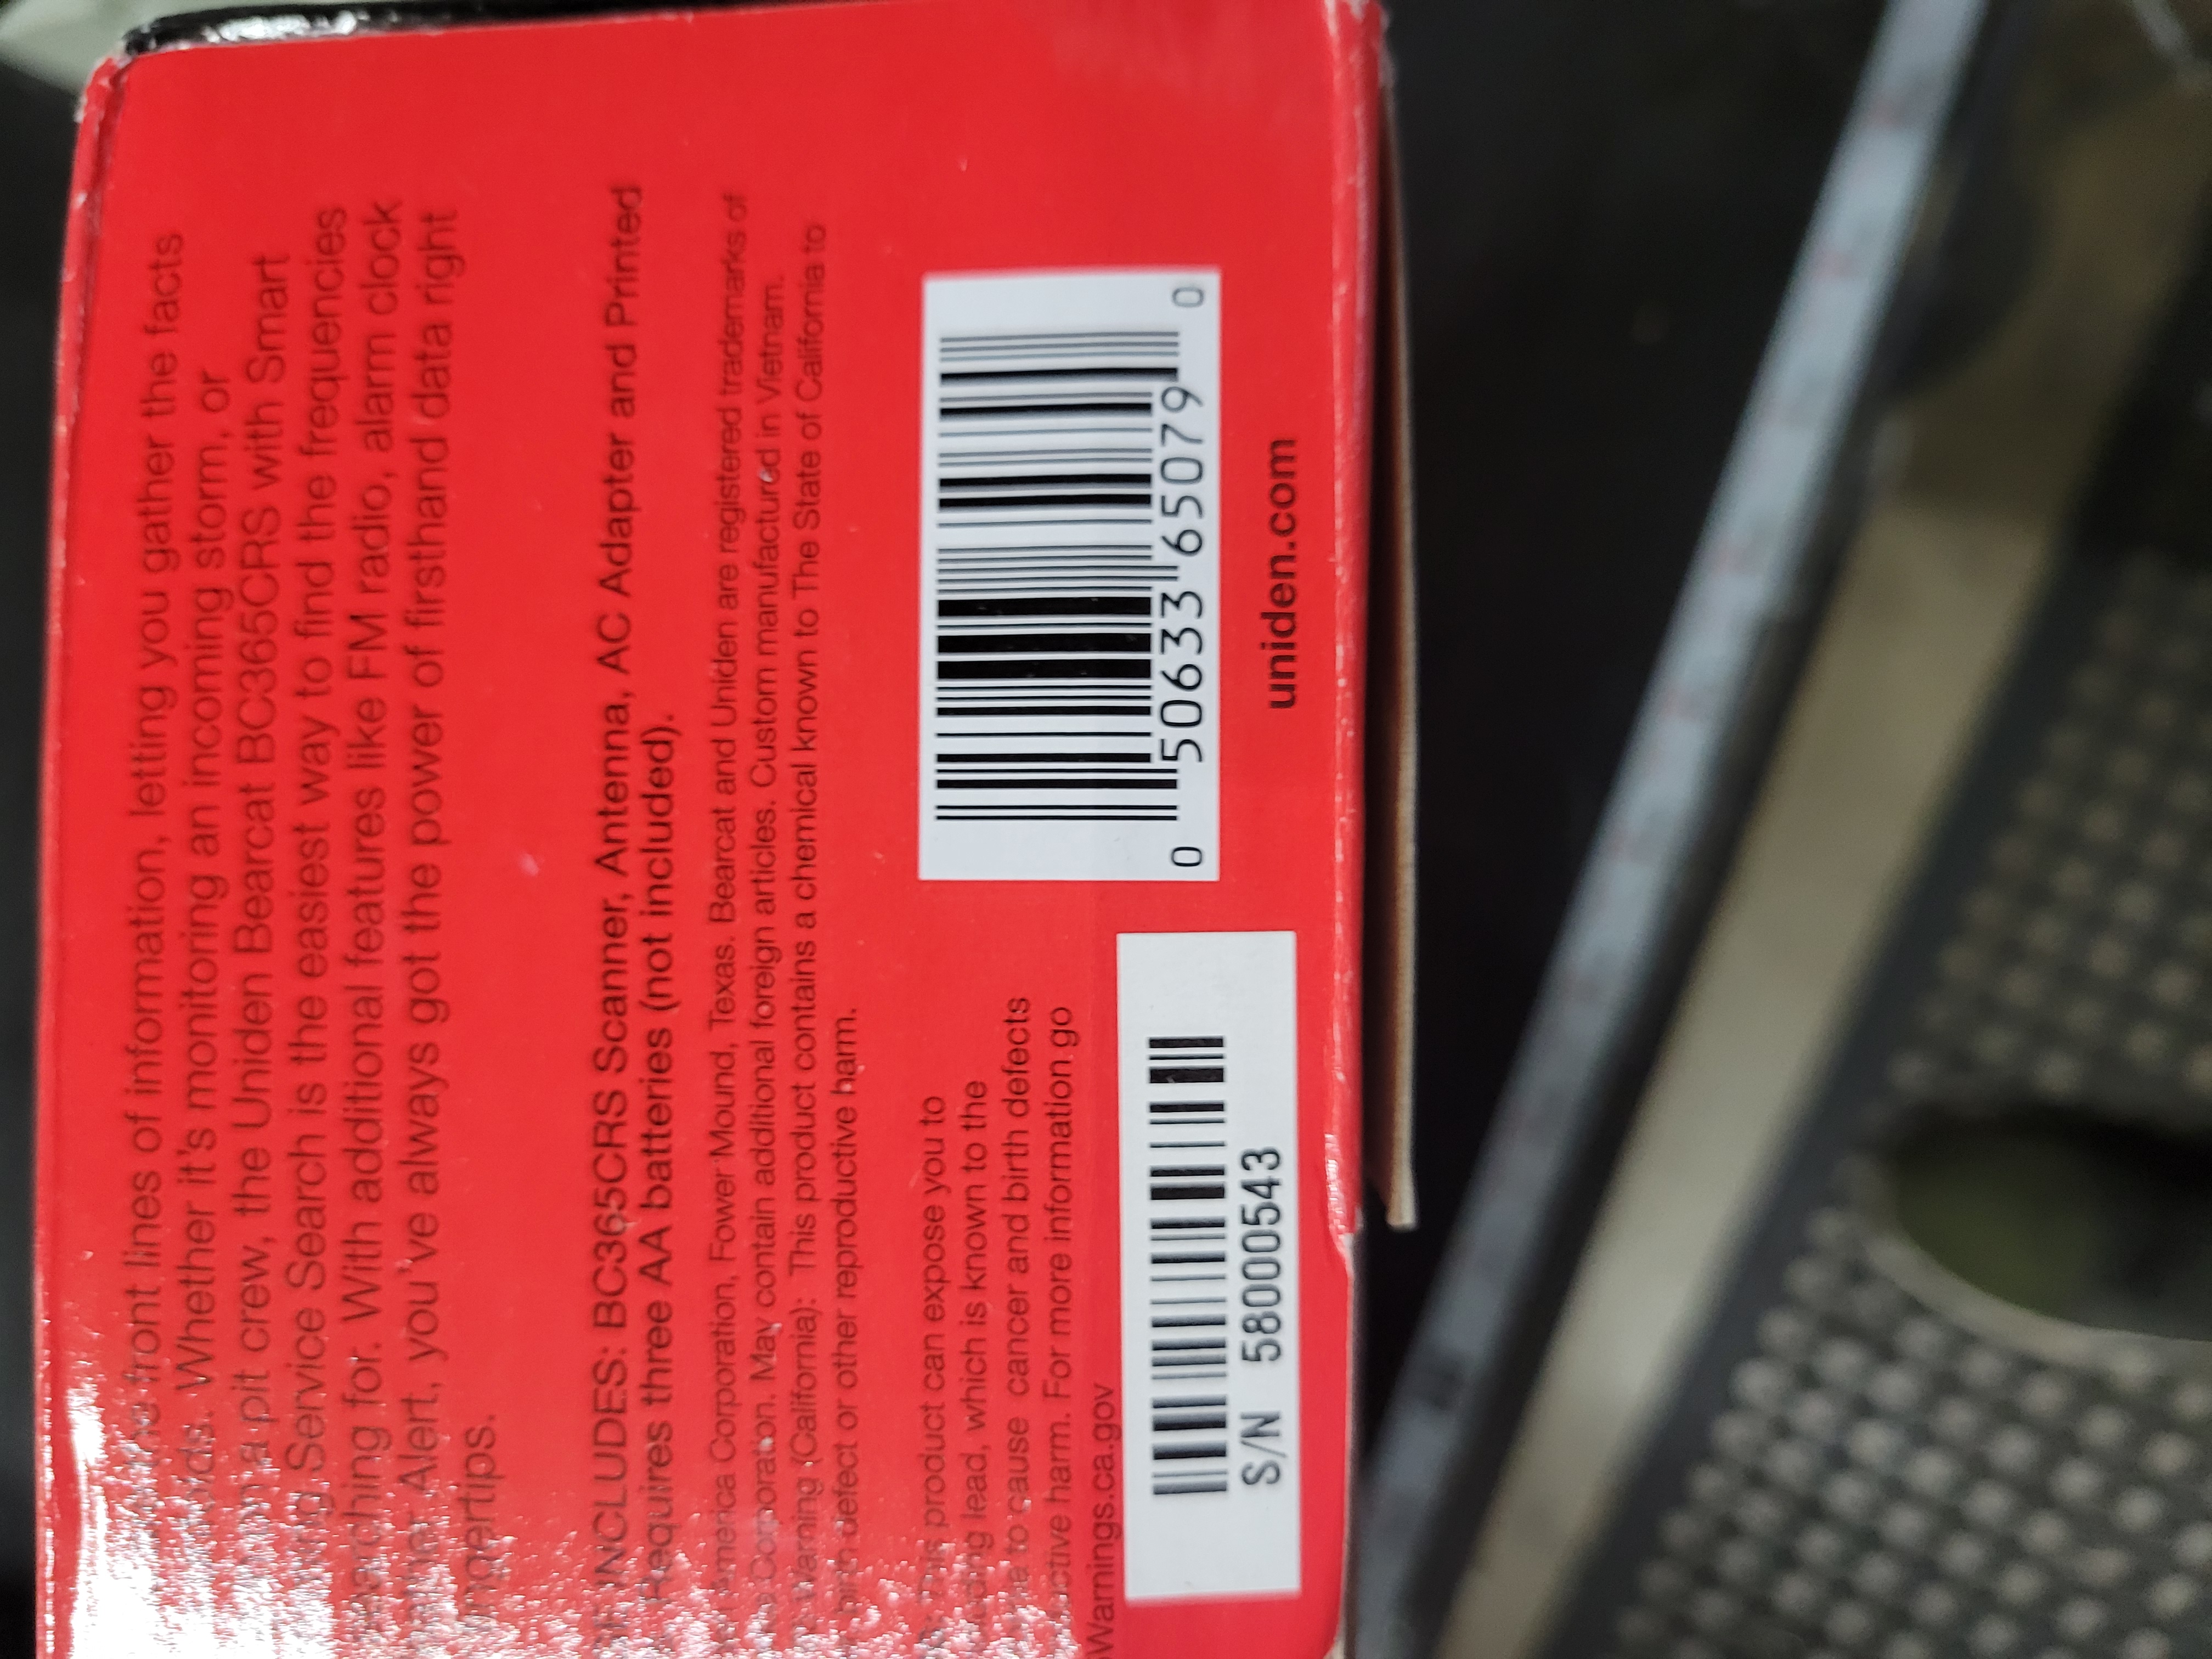 front lines of information, letting you gather the facts
Whether it's monitoring an incoming storm, or
on a pit crew, the Uniden Bearcat BC365CRS with Smart
Service Search is the easiest way to find the frequencies
for. With additional features like FM radio, alarm clock
Alert, you've always got the power of firsthand data right
INCLUDES: BC365CRS Scanner, Antenna, AC Adapter and Printed
Requires three AA batteries (not included).
America Corporation, Fower Mound, Texas. Bearcat and Uniden are registered trademarks of
Corporation. May contain additional foreign articles. Custom manufactured in Vietnam.
Warning (California): This product contains a chemical known to The State of California to
birth defect or other reproductive harm.
This product can expose you to
lead, which is known to the
to cause cancer and birth defects
harm. For more information go
Warnings.ca.gov
S/N 58000543
0 50633 65079 0
uniden.com